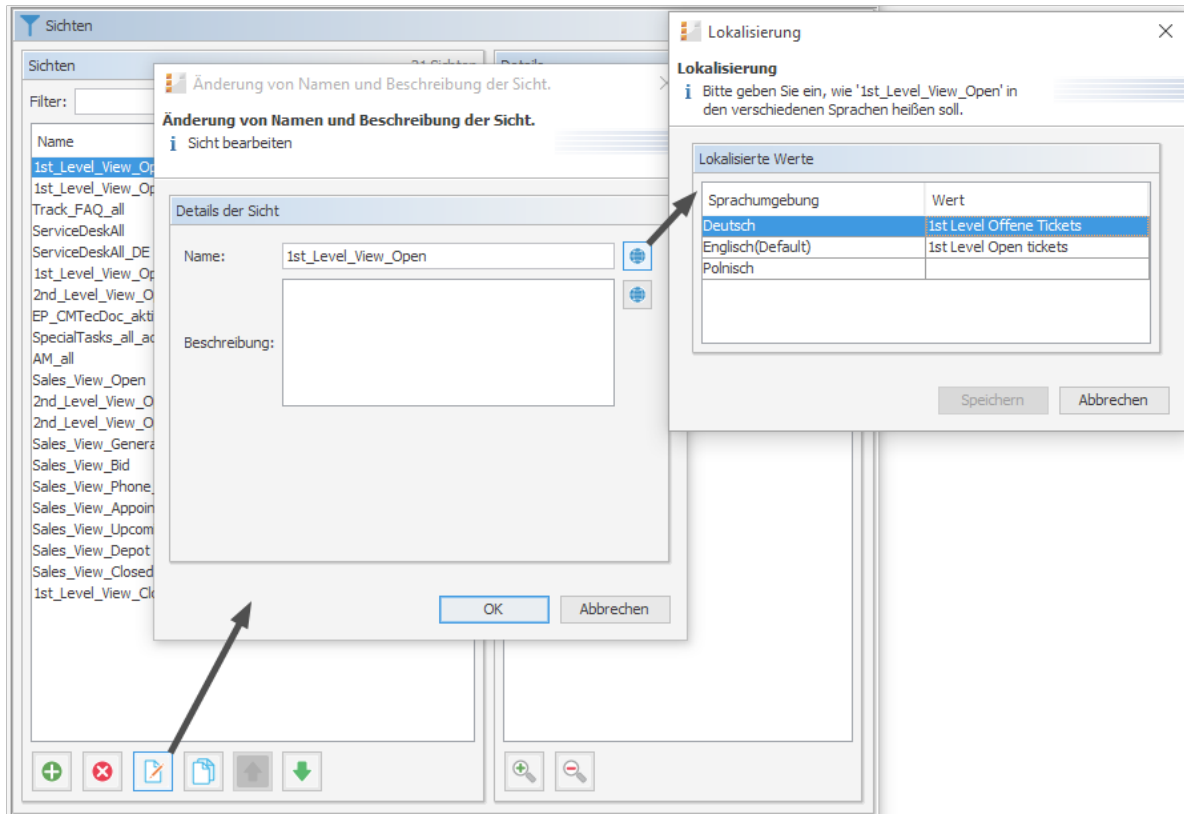 Sichten
Sichten
21 Sichten
Details
Filter:
Name
1st_Level_View_Op
1st_Level_View_Op
Track_FAQ_all
ServiceDeskAll
ServiceDeskAll_DE
1st_Level_View_Op
2nd_Level_View_O
EP_CMTecDoc_akti
SpecialTasks_all_ac
AM_all
Sales_View_Open
2nd_Level_View_O
2nd_Level_View_O
Sales_View_Genera
Sales_View_Bid
Sales_View_Phone_
Sales_View_Appoin
Sales_View_Upcom
Sales_View_Depot
Sales_View_Closed
1st_Level_View_Clo
Änderung von Namen und Beschreibung der Sicht.
Änderung von Namen und Beschreibung der Sicht.
Sicht bearbeiten
Details der Sicht
Name:
1st_Level_View_Open
Beschreibung:
OK
Abbrechen
Lokalisierung
Lokalisierung
Bitte geben Sie ein, wie '1st_Level_View_Open' in
den verschiedenen Sprachen heißen soll.
Lokalisierte Werte
Sprachumgebung Wert
Deutsch 1st Level Offene Tickets
Englisch(Default) 1st Level Open tickets
Polnisch
Speichern
Abbrechen